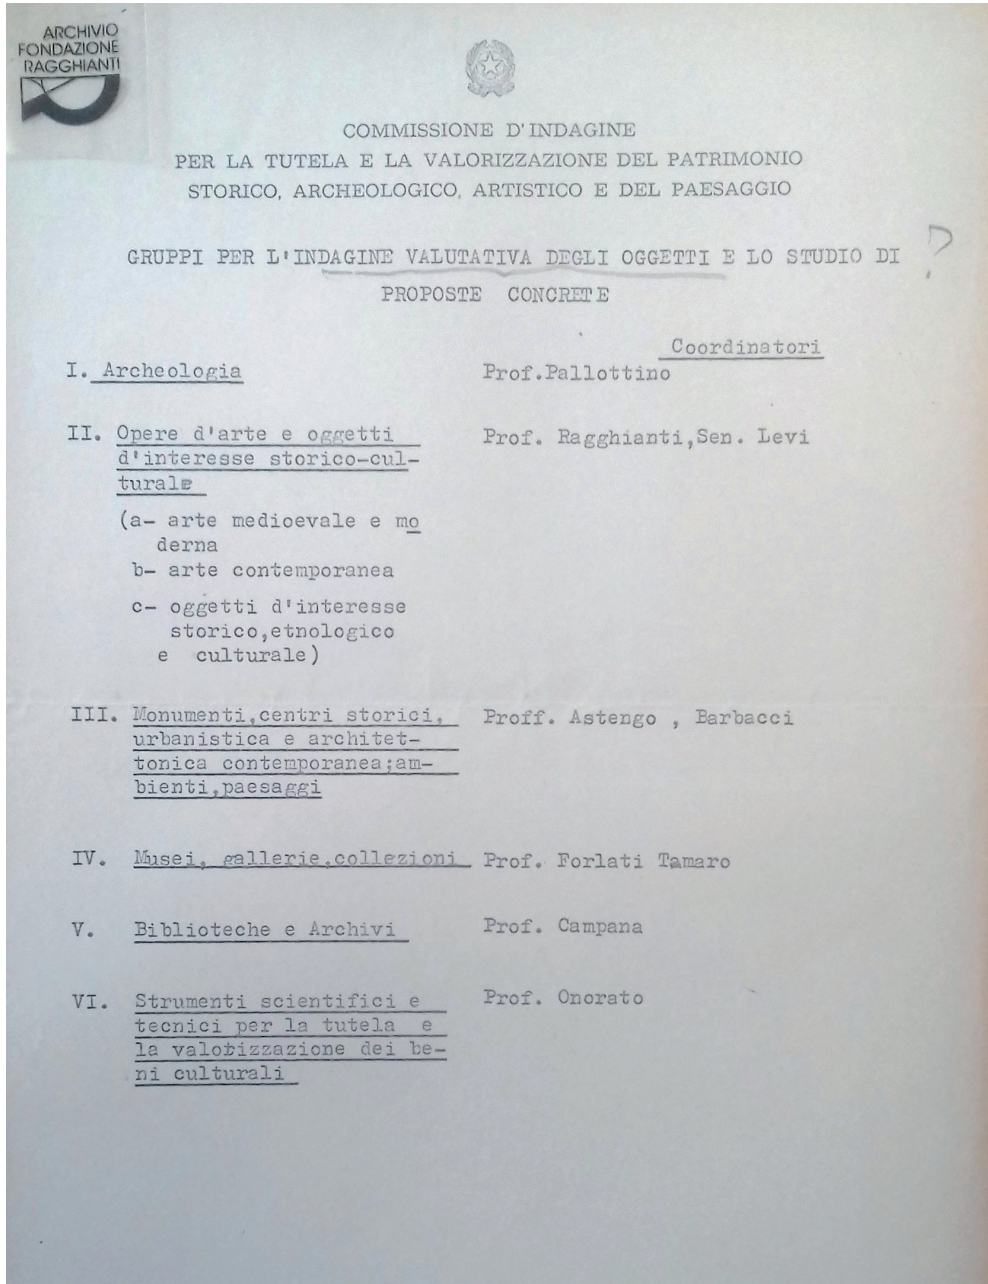 ARCHIVIO
FONDAZIONE
RAGGHIANTI
COMMISSIONE D'INDAGINE
PER LA TUTELA E LA VALORIZZAZIONE DEL PATRIMONIO
STORICO, ARCHEOLOGICO, ARTISTICO E DEL PAESAGGIO
GRUPPI PER L'INDAGINE VALUTATIVA DEGLI OGGETTI E LO STUDIO DI ?
PROPOSTE CONCRETE
Coordinatori
I. Archeologia Prof.Pallottino
II. Opere d'arte e oggetti Prof. Ragghianti,Sen. Levi
d'interesse storico-cul-
turale
(a- arte medioevale e mo
derna
b- arte contemporanea
c- oggetti d'interesse
storico,etnologico
e culturale)
III. Monumenti,centri storici, Proff. Astengo , Barbacci
urbanistica e architet-
tonica contemporanea;am-
bienti,paesaggi
IV. Musei, gallerie,collezioni Prof. Forlati Tamaro
V. Biblioteche e Archivi Prof. Campana
VI. Strumenti scientifici e Prof. Onorato
tecnici per la tutela e
la valorizzazione dei be-
ni culturali